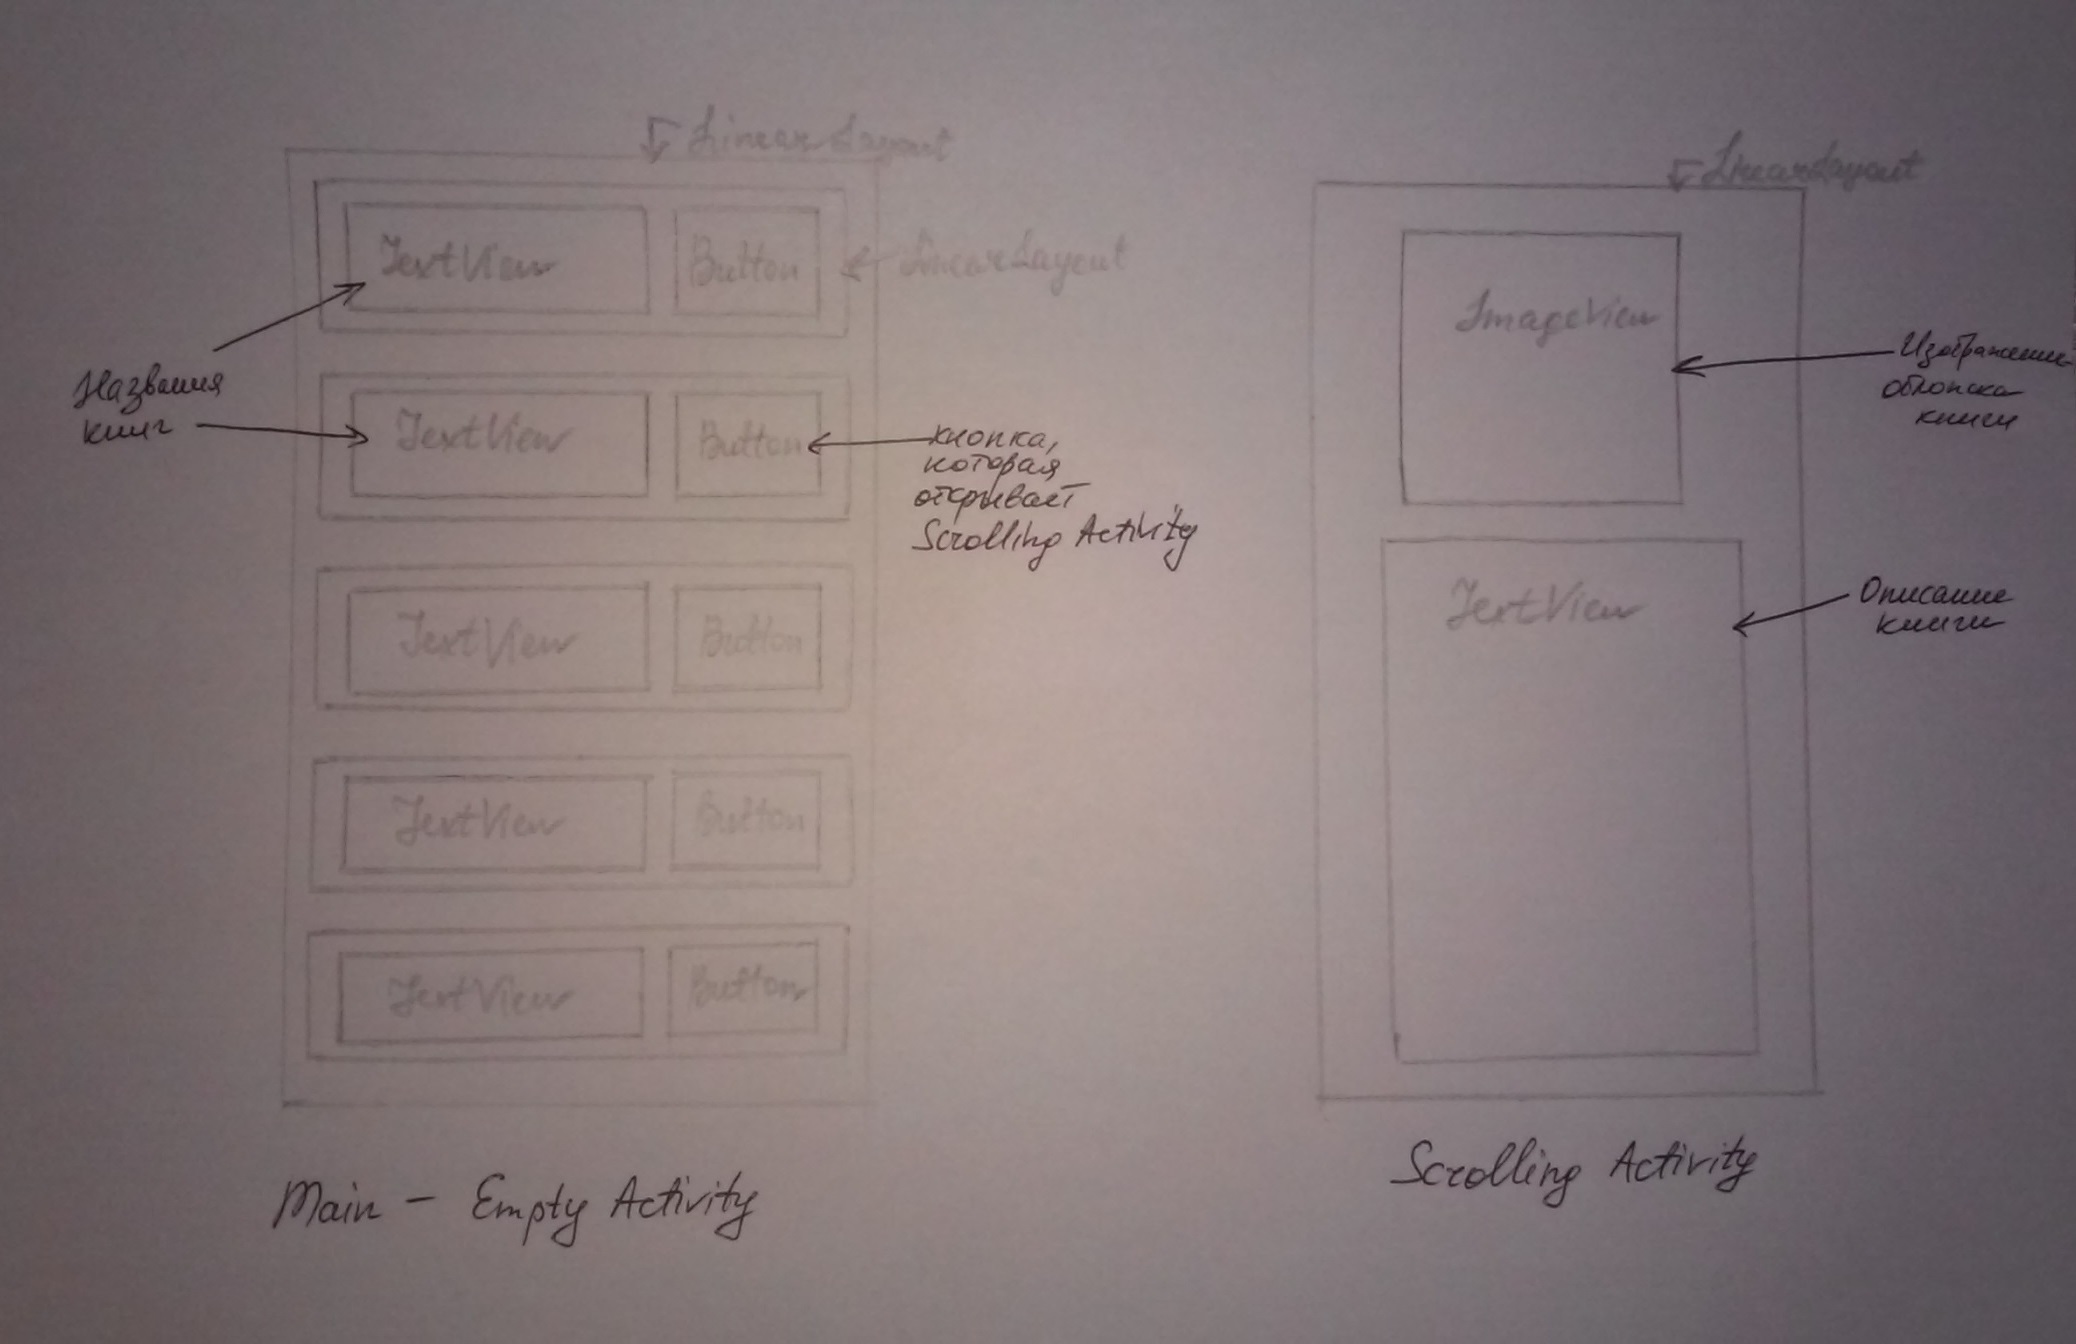 LinearLayout
TextView
Button
LinearLayout
Названия
книг
TextView
Button
кнопка,
которая
открывает
Scrolling Activity
TextView
Button
TextView
Button
TextView
Button
Main - Empty Activity
LinearLayout
ImageView
Изображение
обложка
книги
TextView
Описание
книги
Scrolling Activity